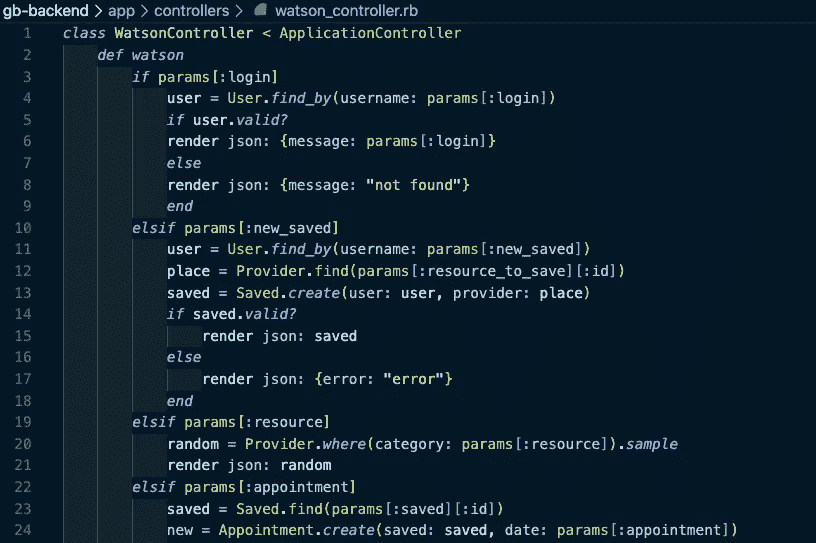 gb-backend > app > controllers > watson_controller.rb
1 class WatsonController < ApplicationController
2 def watson
3 if params[:login]
4 user = User.find_by(username: params[:login])
5 if user.valid?
6 render json: {message: params[:login]}
7 else
8 render json: {message: "not found"}
9 end
10 elsif params[:new_saved]
11 user = User.find_by(username: params[:new_saved])
12 place = Provider.find(params[:resource_to_save][:id])
13 saved = Saved.create(user: user, provider: place)
14 if saved.valid?
15 render json: saved
16 else
17 render json: {error: "error"}
18 end
19 elsif params[:resource]
20 random = Provider.where(category: params[:resource]).sample
21 render json: random
22 elsif params[:appointment]
23 saved = Saved.find(params[:saved][:id])
24 new = Appointment.create(saved: saved, date: params[:appointment])